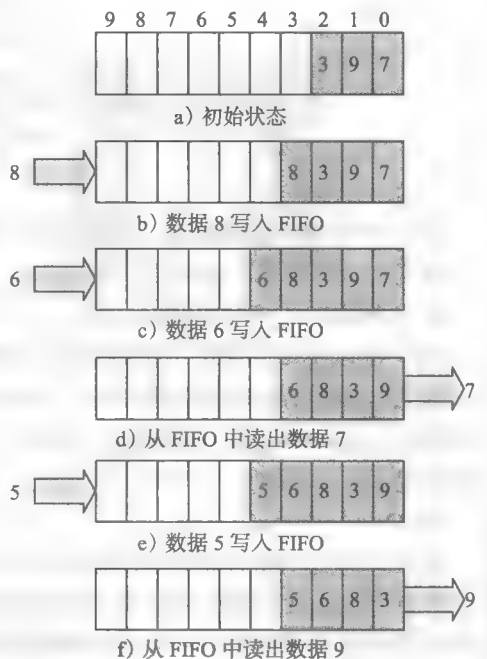 9 8 7 6 5 4 3 2 1 0
3 9 7
a）初始状态
8
8 3 9 7
b）数据 8 写入 FIFO
6
6 8 3 9 7
c）数据 6 写入 FIFO
6 8 3 9
7
d）从 FIFO 中读出数据 7
5
5 6 8 3 9
e）数据 5 写入 FIFO
5 6 8 3
9
f）从 FIFO 中读出数据 9